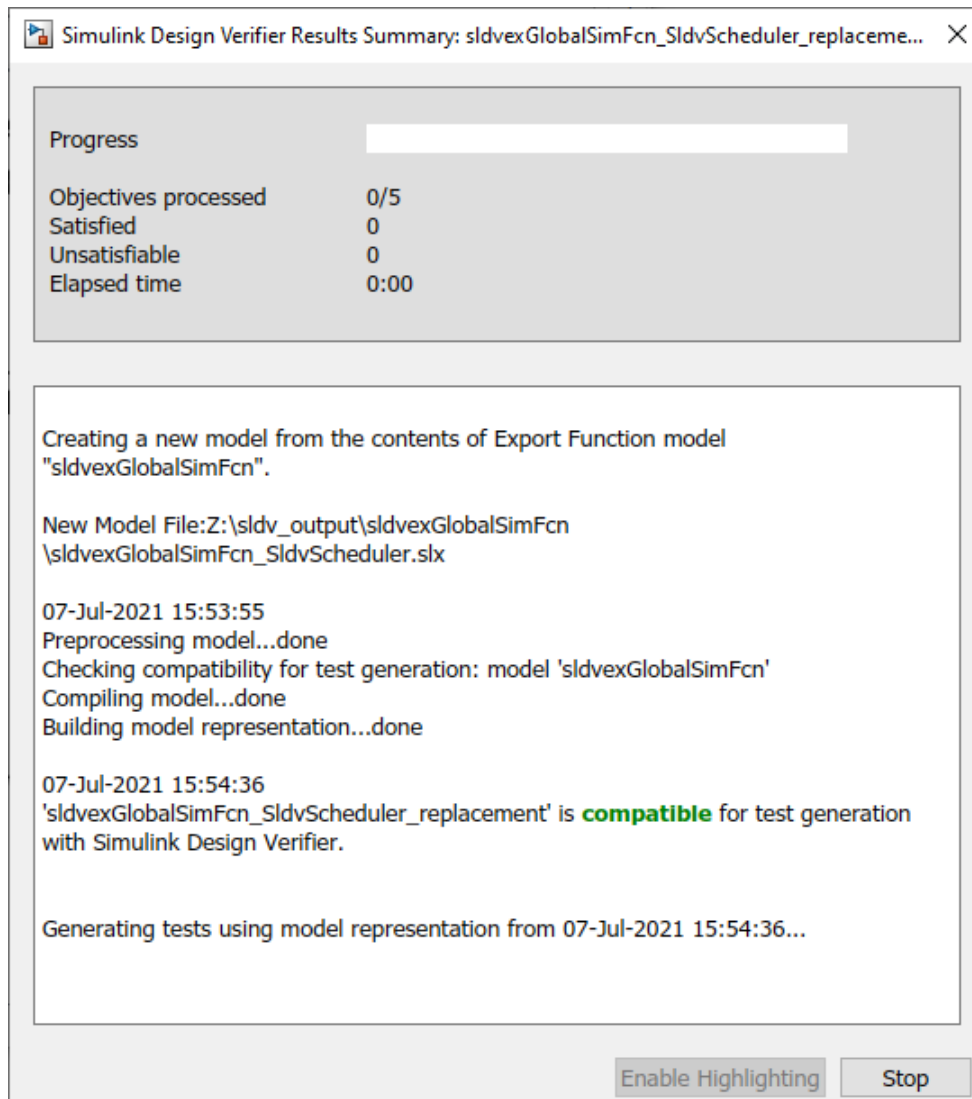 Simulink Design Verifier Results Summary: sldvexGlobalSimFcn_SldvScheduler_replaceme...
Progress
Objectives processed 0/5
Satisfied 0
Unsatisfiable 0
Elapsed time 0:00
Creating a new model from the contents of Export Function model
"sldvexGlobalSimFcn".
New Model File:Z:\sldv_output\sldvexGlobalSimFcn
\sldvexGlobalSimFcn_SldvScheduler.slx
07-Jul-2021 15:53:55
Preprocessing model...done
Checking compatibility for test generation: model 'sldvexGlobalSimFcn'
Compiling model...done
Building model representation...done
07-Jul-2021 15:54:36
'sldvexGlobalSimFcn_SldvScheduler_replacement' is compatible for test generation
with Simulink Design Verifier.
Generating tests using model representation from 07-Jul-2021 15:54:36...
Enable Highlighting Stop